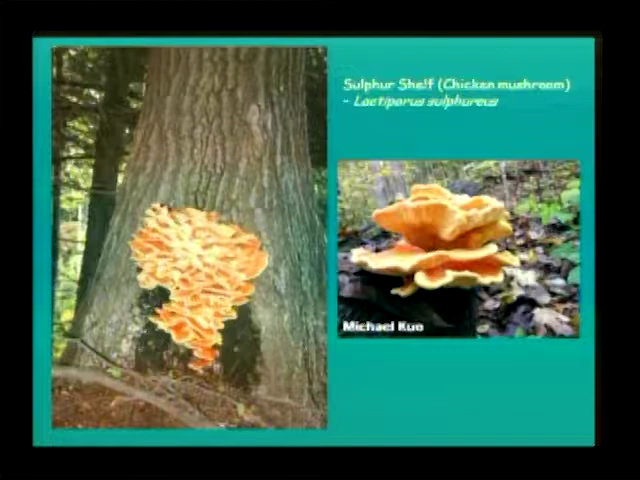 Sulphur Shelf (Chicken mushroom)
- Laetiporus sulphureus
Michael Kuo